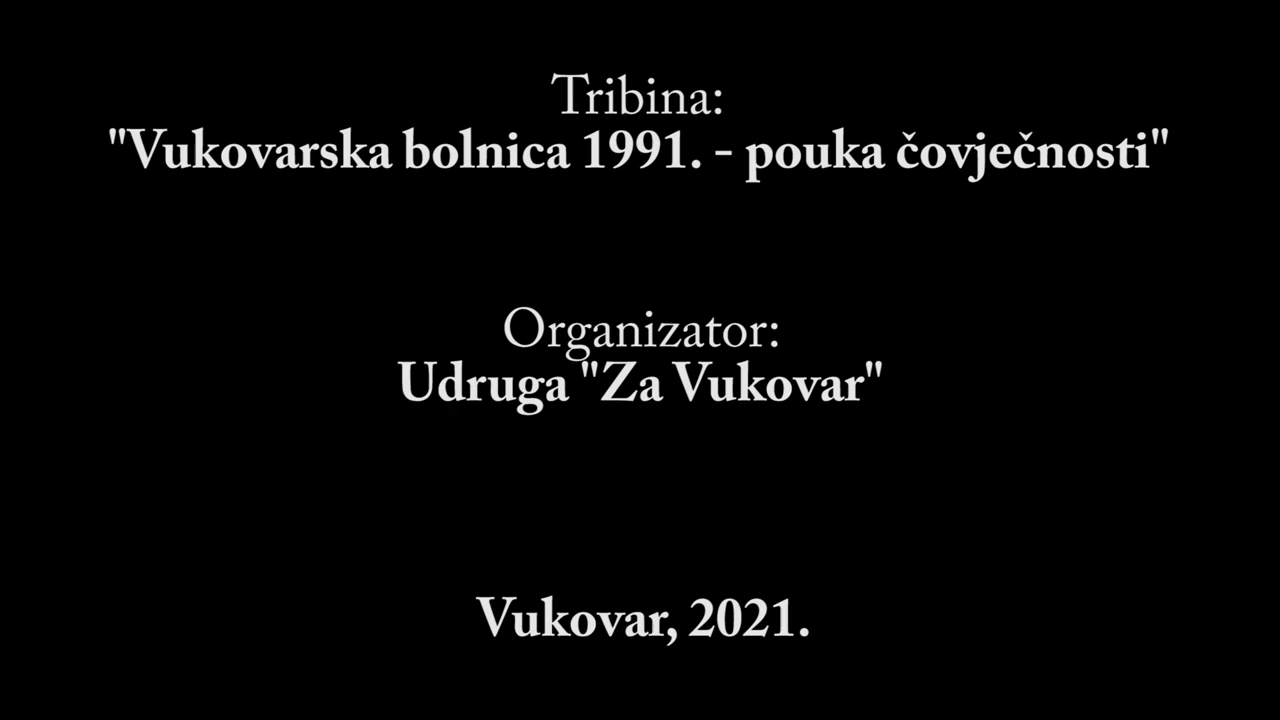 Tribina:
"Vukovarska bolnica 1991. - pouka čovječnosti"
Organizator:
Udruga "Za Vukovar"
Vukovar, 2021.